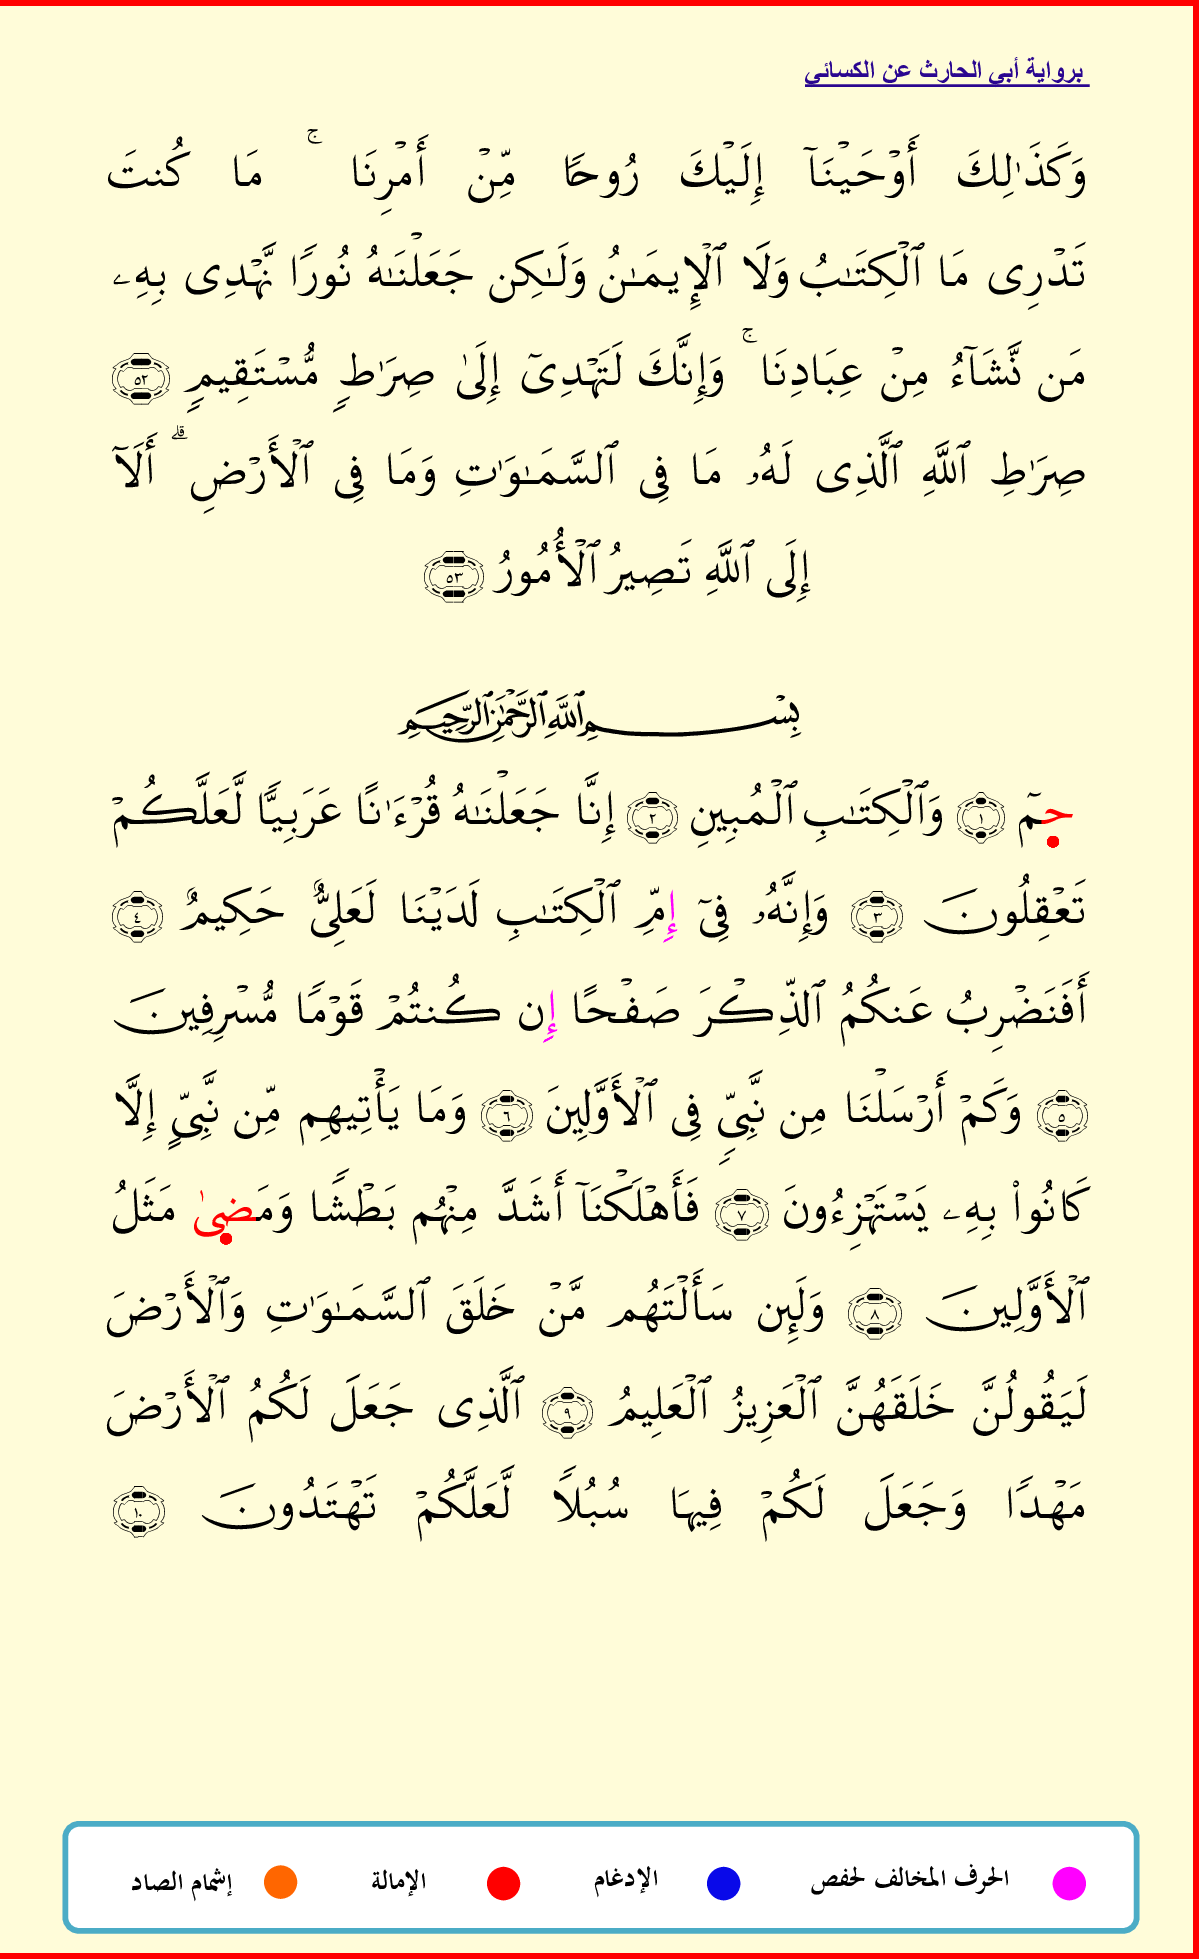 برواية أبي الحارث عن الكسائي
وَكَذَٰلِكَ أَوۡحَيۡنَآ إِلَيۡكَ رُوحٗا مِّنۡ أَمۡرِنَاۚ مَا كُنتَ
تَدۡرِى مَا ٱلۡكِتَٰبُ وَلَا ٱلۡإِيمَٰنُ وَلَٰكِن جَعَلۡنَٰهُ نُورٗا نَّهۡدِى بِهِۦ
مَن نَّشَآءُ مِنۡ عِبَادِنَاۚ وَإِنَّكَ لَتَهۡدِىٓ إِلَىٰ صِرَٰطٖ مُّسۡتَقِيمٖ ٥٢
صِرَٰطِ ٱللَّهِ ٱلَّذِى لَهُۥ مَا فِى ٱلسَّمَٰوَٰتِ وَمَا فِى ٱلۡأَرۡضِۗ أَلَآ
إِلَى ٱللَّهِ تَصِيرُ ٱلۡأُمُورُ ٥٣
بِسۡمِ ٱللَّهِ ٱلرَّحۡمَٰنِ ٱلرَّحِيمِ
حمٓ ١ وَٱلۡكِتَٰبِ ٱلۡمُبِينِ ٢ إِنَّا جَعَلۡنَٰهُ قُرۡءَٰنًا عَرَبِيّٗا لَّعَلَّكُمۡ
تَعۡقِلُونَ ٣ وَإِنَّهُۥ فِىٓ إِمِّ ٱلۡكِتَٰبِ لَدَيۡنَا لَعَلِىٌّ حَكِيمٌ ٤
أَفَنَضۡرِبُ عَنكُمُ ٱلذِّكۡرَ صَفۡحًا إِن كُنتُمۡ قَوۡمٗا مُّسۡرِفِينَ
٥ وَكَمۡ أَرۡسَلۡنَا مِن نَّبِىّٖ فِى ٱلۡأَوَّلِينَ ٦ وَمَا يَأۡتِيهِم مِّن نَّبِىٍّ إِلَّا
كَانُواْ بِهِۦ يَسۡتَهۡزِءُونَ ٧ فَأَهۡلَكۡنَآ أَشَدَّ مِنۡهُم بَطۡشٗا وَمَضِىٰ مَثَلُ
ٱلۡأَوَّلِينَ ٨ وَلَئِن سَأَلۡتَهُم مَّنۡ خَلَقَ ٱلسَّمَٰوَٰتِ وَٱلۡأَرۡضَ
لَيَقُولُنَّ خَلَقَهُنَّ ٱلۡعَزِيزُ ٱلۡعَلِيمُ ٩ ٱلَّذِى جَعَلَ لَكُمُ ٱلۡأَرۡضَ
مَهۡدٗا وَجَعَلَ لَكُمۡ فِيهَا سُبُلٗا لَّعَلَّكُمۡ تَهۡتَدُونَ ١٠
الحرف المخالف لحفص الإدغام الإمالة إشمام الصاد